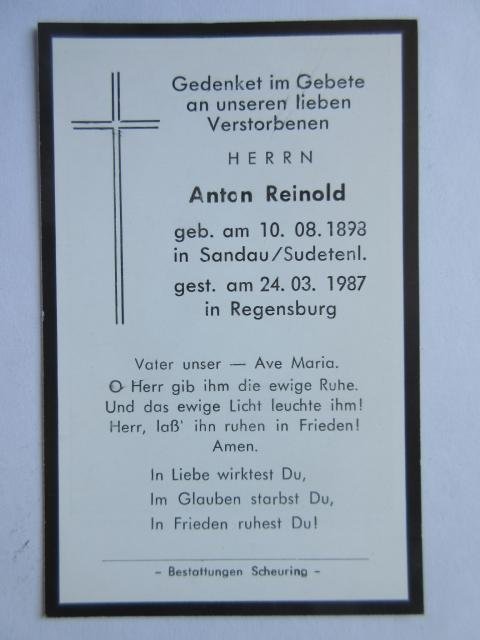 Gedenket im Gebete
an unseren lieben
Verstorbenen
HERRN
Anton Reinold
geb. am 10. 08. 1898
in Sandau/Sudetenl.
gest. am 24. 03. 1987
in Regensburg
Vater unser — Ave Maria.
O Herr gib ihm die ewige Ruhe.
Und das ewige Licht leuchte ihm!
Herr, laß' ihn ruhen in Frieden!
Amen.
In Liebe wirktest Du,
Im Glauben starbst Du,
In Frieden ruhest Du!
- Bestattungen Scheuring -